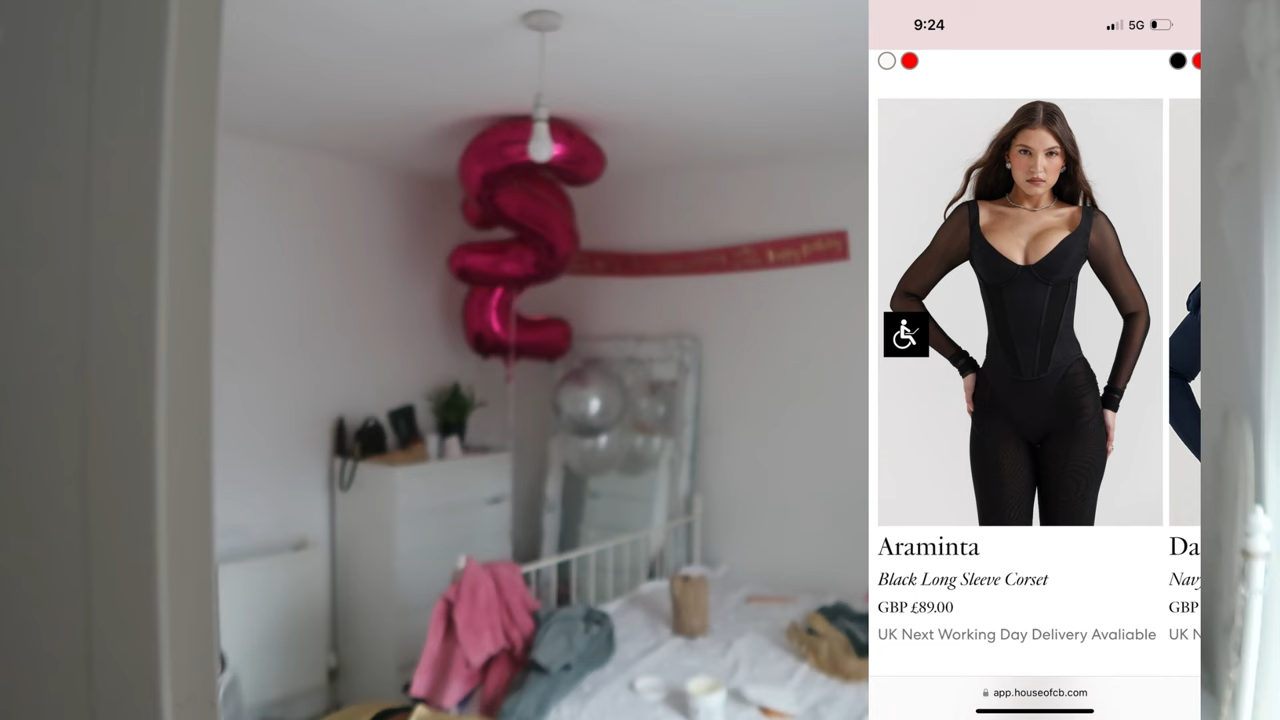 9:24
5G
Araminta
Black Long Sleeve Corset
GBP £89.00
UK Next Working Day Delivery Avaliable
Da
Navy
GBP
UK N
app.houseofcb.com